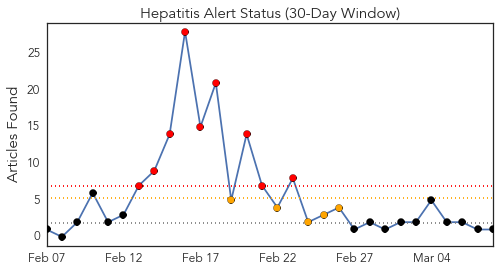 Hepatitis Alert Status (30-Day Window)
Articles Found
25
20
15
10
5
0
Feb 07
Feb 12
Feb 17
Feb 22
Feb 27
Mar 04